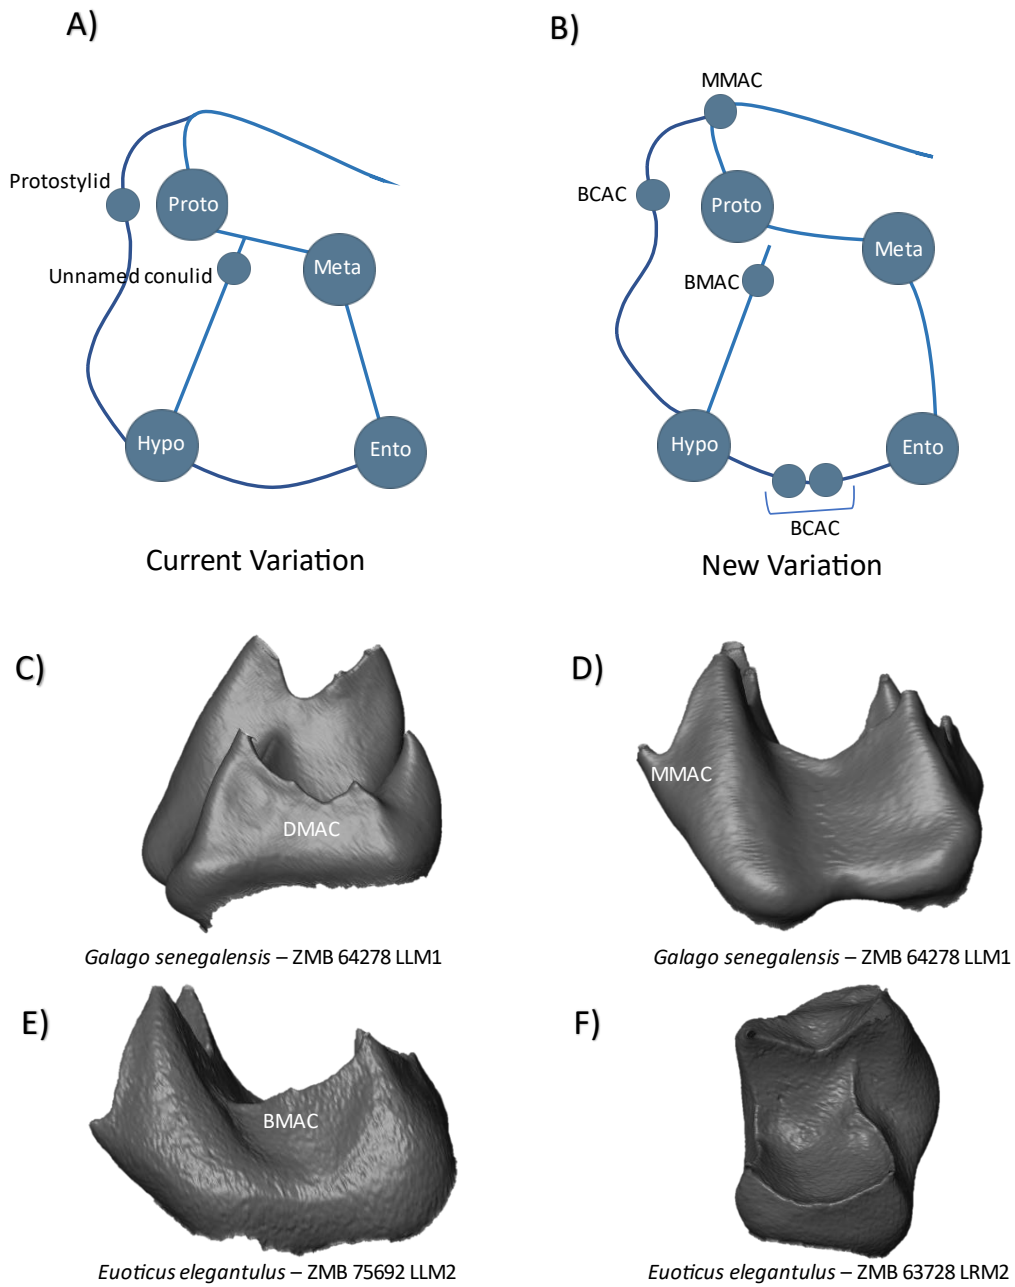 A)
Protostylid
Proto
Unnamed conulid
Meta
Hypo
Ento
Current Variation
B)
MMAC
BCAC
Proto
Meta
BMAC
Hypo
Ento
BCAC
New Variation
C)
DMAC
Galago senegalensis – ZMB 64278 LLM1
D)
MMAC
Galago senegalensis – ZMB 64278 LLM1
E)
BMAC
Euoticus elegantulus – ZMB 75692 LLM2
F)
Euoticus elegantulus – ZMB 63728 LRM2